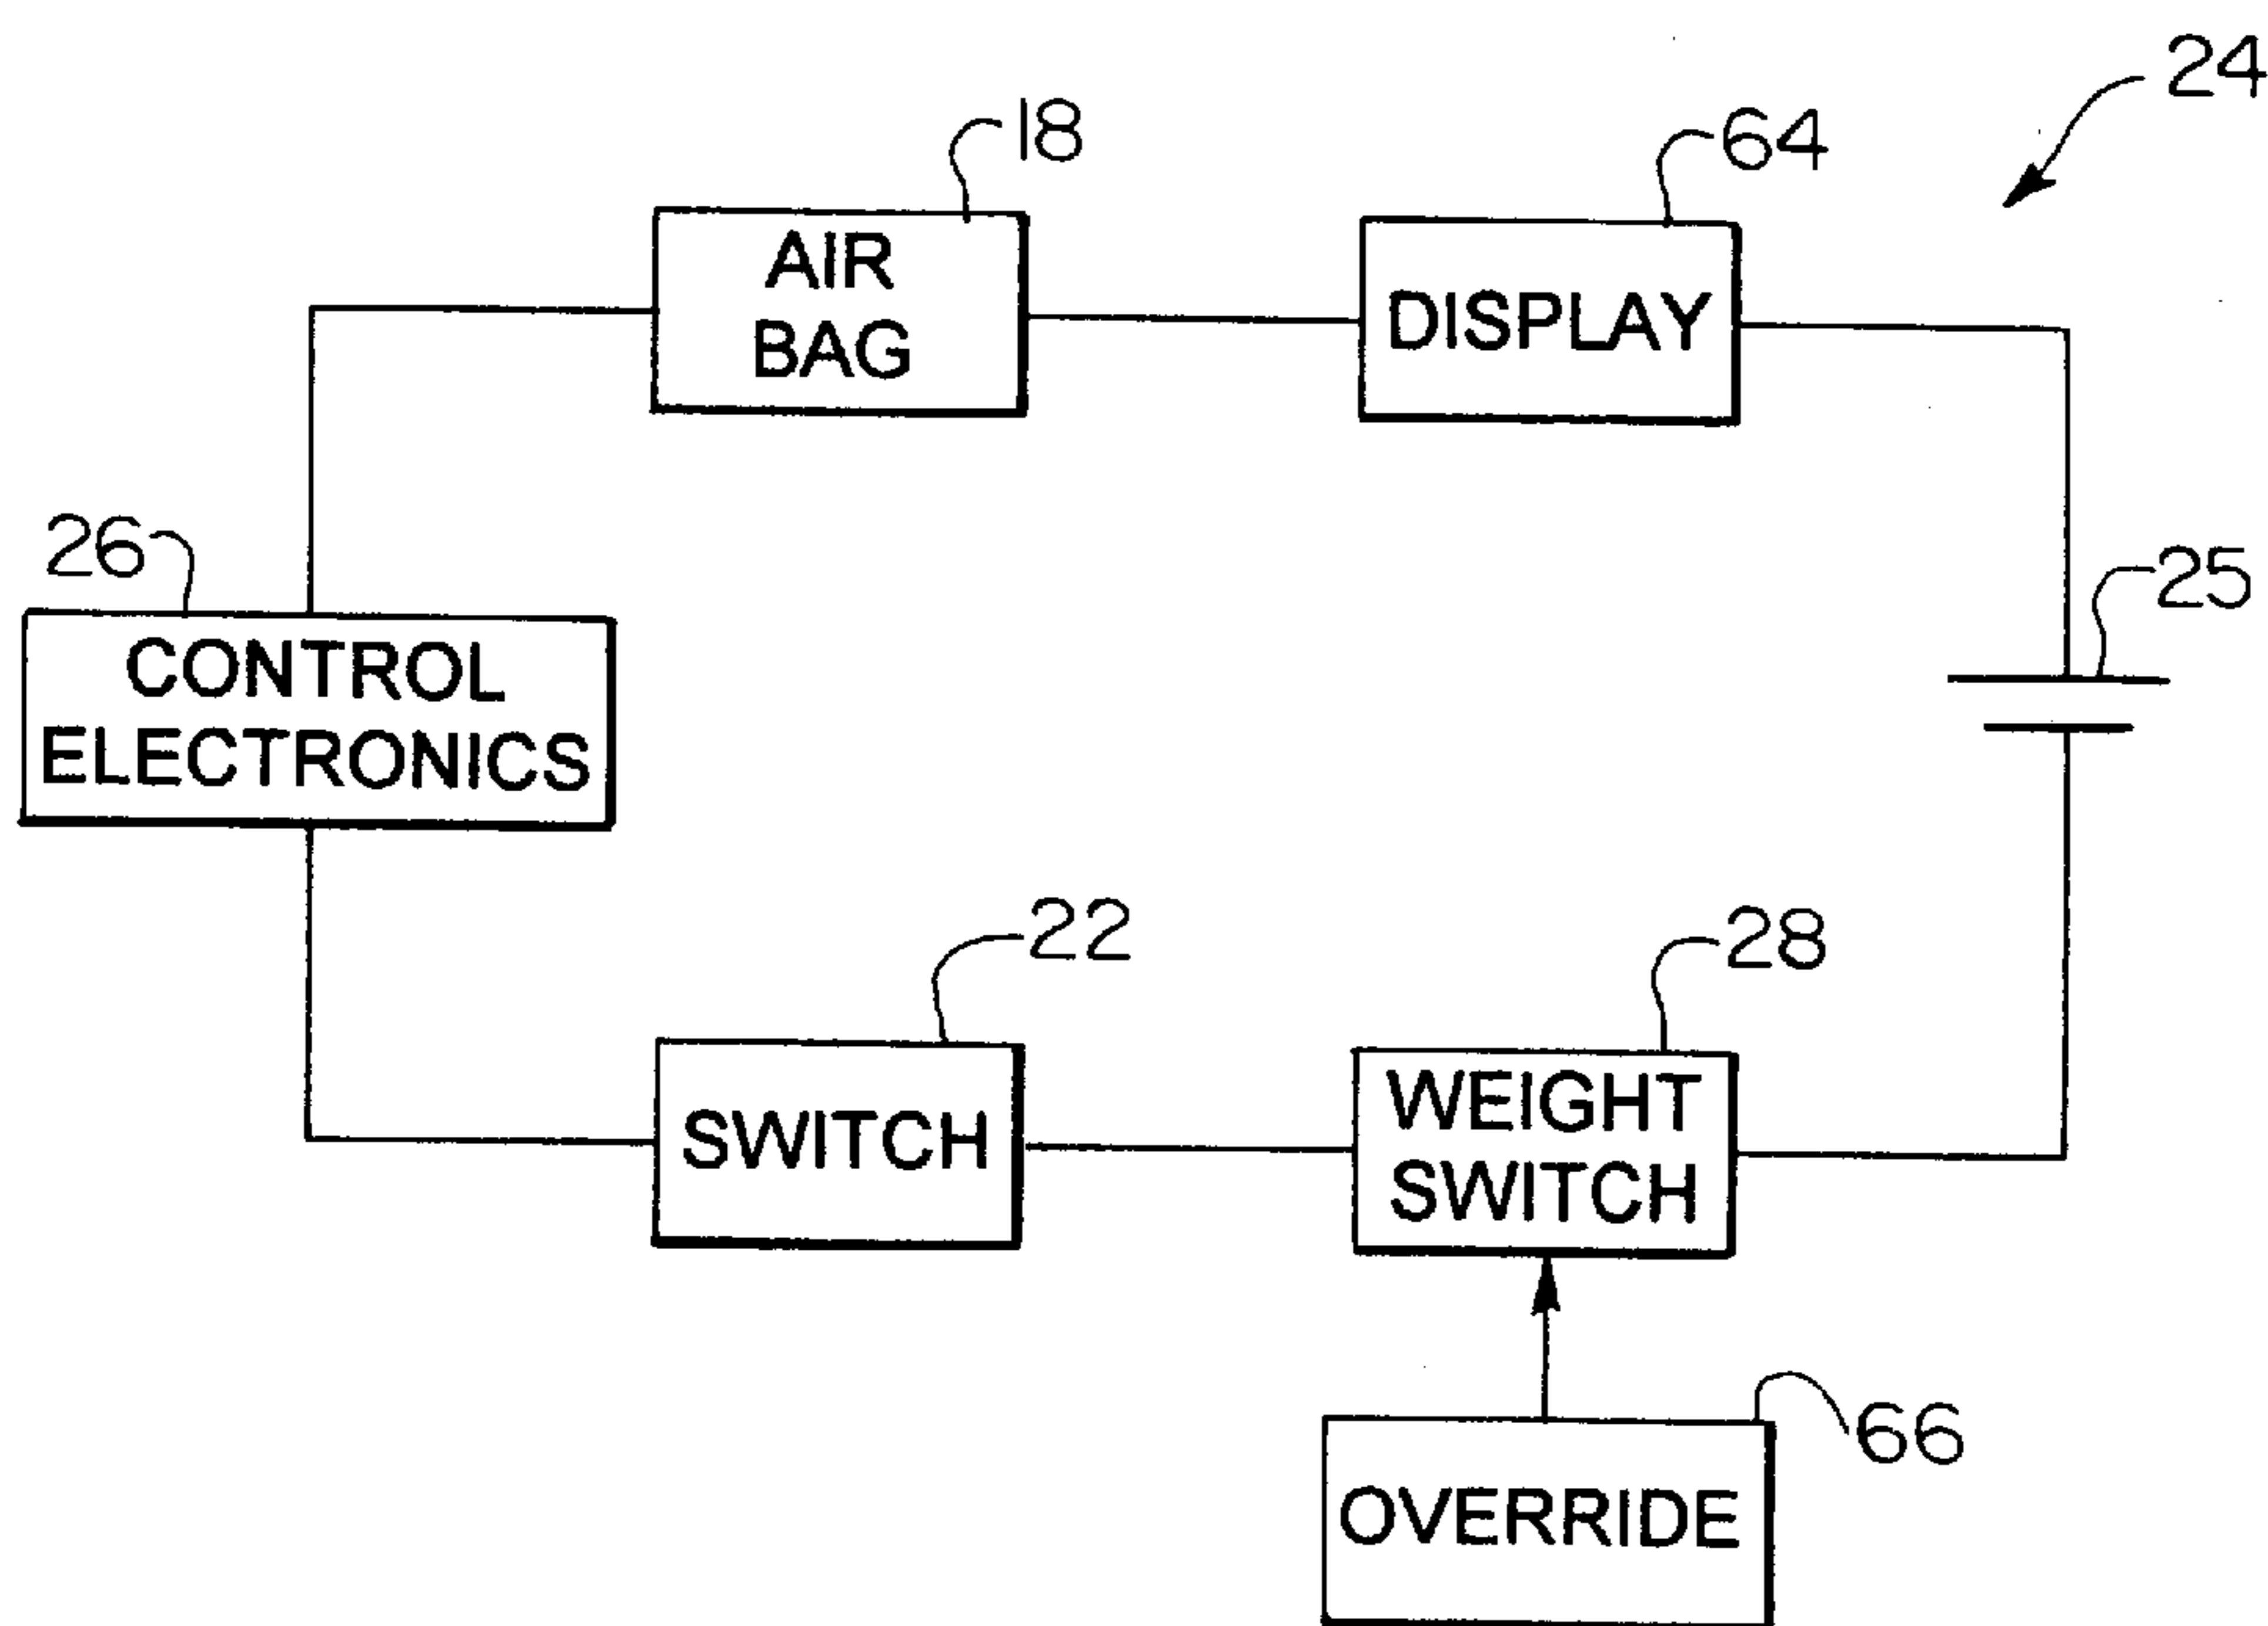 24
18
64
AIR
BAG
DISPLAY
26
25
CONTROL
ELECTRONICS
22
28
SWITCH
WEIGHT
SWITCH
66
OVERRIDE